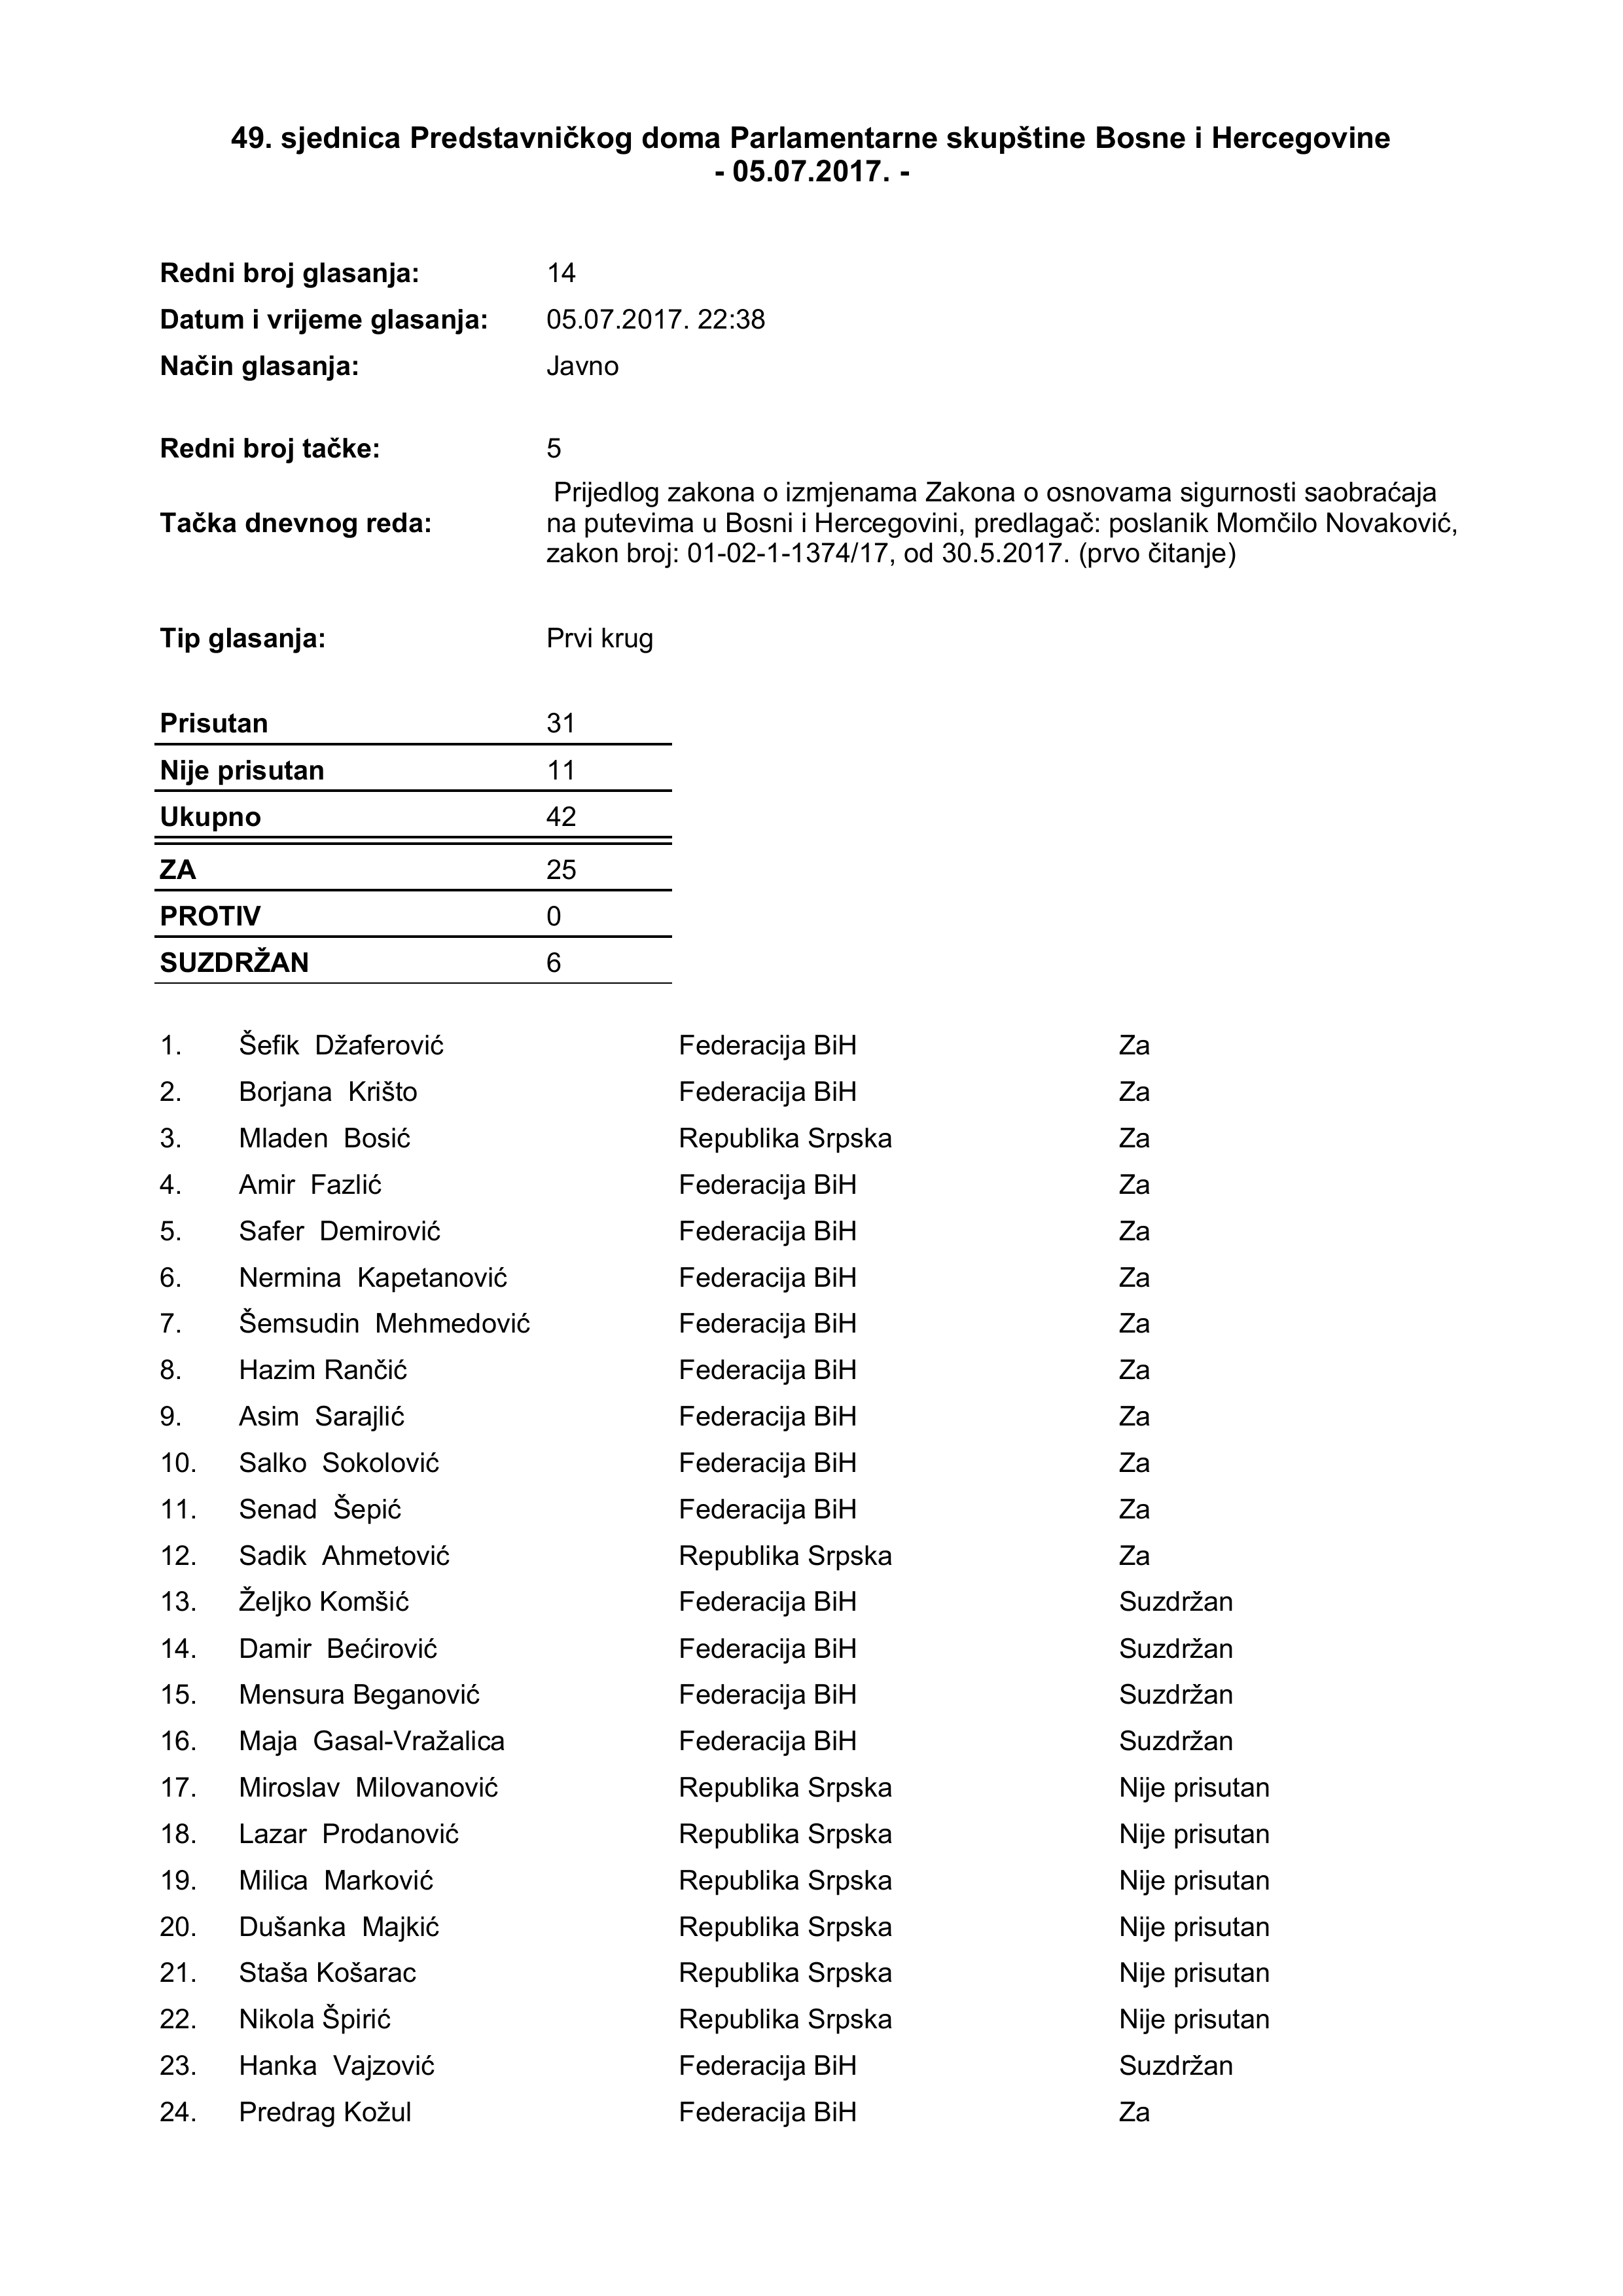 49. sjednica Predstavničkog doma Parlamentarne skupštine Bosne i Hercegovine
- 05.07.2017. -
Redni broj glasanja: 14
Datum i vrijeme glasanja: 05.07.2017. 22:38
Način glasanja: Javno
Redni broj tačke: 5
Tačka dnevnog reda: Prijedlog zakona o izmjenama Zakona o osnovama sigurnosti saobraćaja
na putevima u Bosni i Hercegovini, predlagač: poslanik Momčilo Novaković,
zakon broj: 01-02-1-1374/17, od 30.5.2017. (prvo čitanje)
Tip glasanja: Prvi krug
Prisutan 31
Nije prisutan 11
Ukupno 42
ZA 25
PROTIV 0
SUZDRŽAN 6
1. Šefik Džaferović Federacija BiH Za
2. Borjana Krišto Federacija BiH Za
3. Mladen Bosić Republika Srpska Za
4. Amir Fazlić Federacija BiH Za
5. Safer Demirović Federacija BiH Za
6. Nermina Kapetanović Federacija BiH Za
7. Šemsudin Mehmedović Federacija BiH Za
8. Hazim Rančić Federacija BiH Za
9. Asim Sarajlić Federacija BiH Za
10. Salko Sokolović Federacija BiH Za
11. Senad Šepić Federacija BiH Za
12. Sadik Ahmetović Republika Srpska Za
13. Željko Komšić Federacija BiH Suzdržan
14. Damir Bećirović Federacija BiH Suzdržan
15. Mensura Beganović Federacija BiH Suzdržan
16. Maja Gasal-Vražalica Federacija BiH Suzdržan
17. Miroslav Milovanović Republika Srpska Nije prisutan
18. Lazar Prodanović Republika Srpska Nije prisutan
19. Milica Marković Republika Srpska Nije prisutan
20. Dušanka Majkić Republika Srpska Nije prisutan
21. Staša Košarac Republika Srpska Nije prisutan
22. Nikola Špirić Republika Srpska Nije prisutan
23. Hanka Vajzović Federacija BiH Suzdržan
24. Predrag Kožul Federacija BiH Za